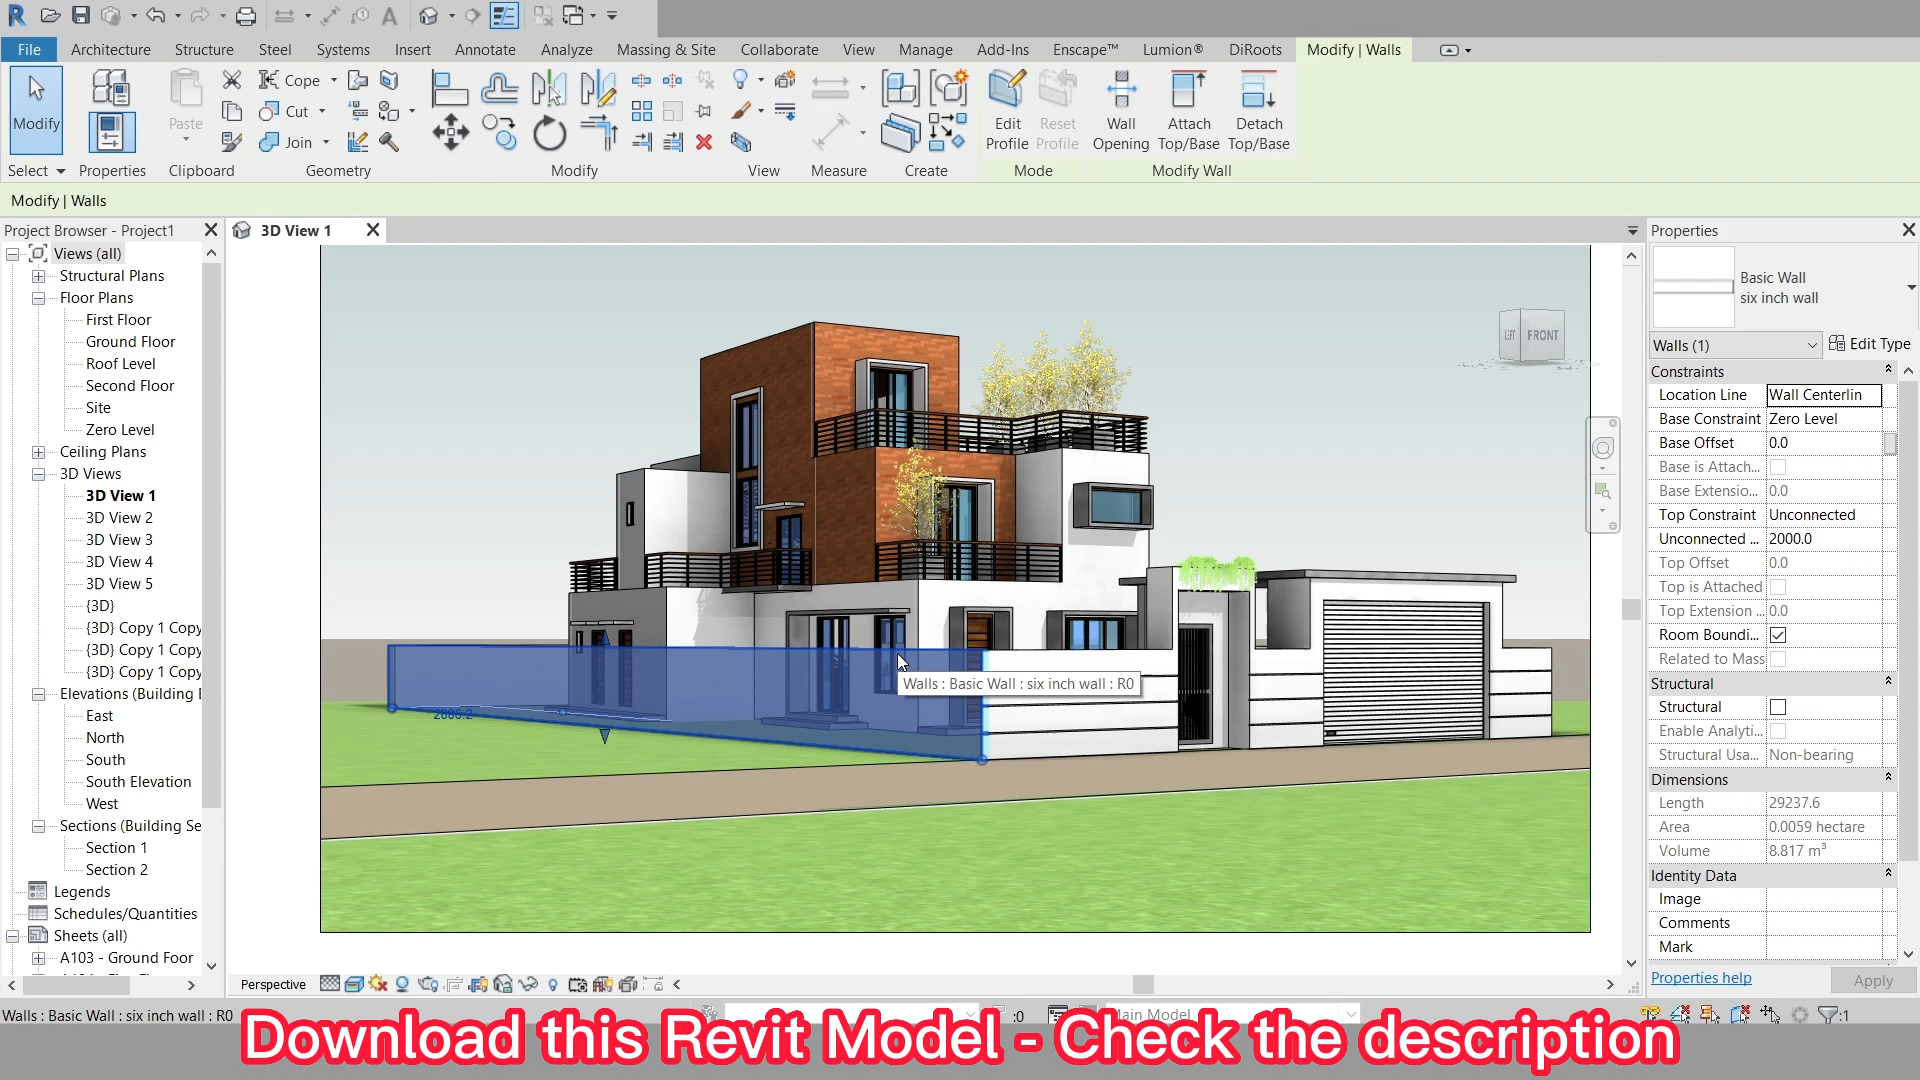 File Architecture Structure Steel Systems Insert Annotate Analyze Massing & Site Collaborate View Manage Add-Ins Enscape™ Lumion® DiRoots Modify | Walls
Modify
Paste
Cope
Cut
Join
Edit Profile
Reset Profile
Wall Opening
Attach Top/Base
Detach Top/Base
Select Properties Clipboard Geometry Modify View Measure Create Mode Modify Wall
Modify | Walls
Project Browser - Project1
Views (all)
Structural Plans
Floor Plans
First Floor
Ground Floor
Roof Level
Second Floor
Site
Zero Level
Ceiling Plans
3D Views
3D View 1
3D View 2
3D View 3
3D View 4
3D View 5
{3D}
{3D} Copy 1 Copy
{3D} Copy 1 Copy
{3D} Copy 1 Copy
Elevations (Building E
East
North
South
South Elevation
West
Sections (Building Se
Section 1
Section 2
Legends
Schedules/Quantities
Sheets (all)
A103 - Ground Floor
3D View 1
LEFT FRONT
Walls : Basic Wall : six inch wall : R0
Properties
Basic Wall
six inch wall
Walls (1) Edit Type
Constraints
Location Line Wall Centerlin
Base Constraint Zero Level
Base Offset 0.0
Base is Attach...
Base Extensio... 0.0
Top Constraint Unconnected
Unconnected ... 2000.0
Top Offset 0.0
Top is Attached
Top Extension ... 0.0
Room Boundi...
Related to Mass
Structural
Structural
Enable Analyti...
Structural Usa... Non-bearing
Dimensions
Length 29237.6
Area 0.0059 hectare
Volume 8.817 m³
Identity Data
Image
Comments
Mark
Properties help Apply
Perspective
Walls : Basic Wall : six inch wall : R0
:0
Main Model
:1
Download this Revit Model - Check the description